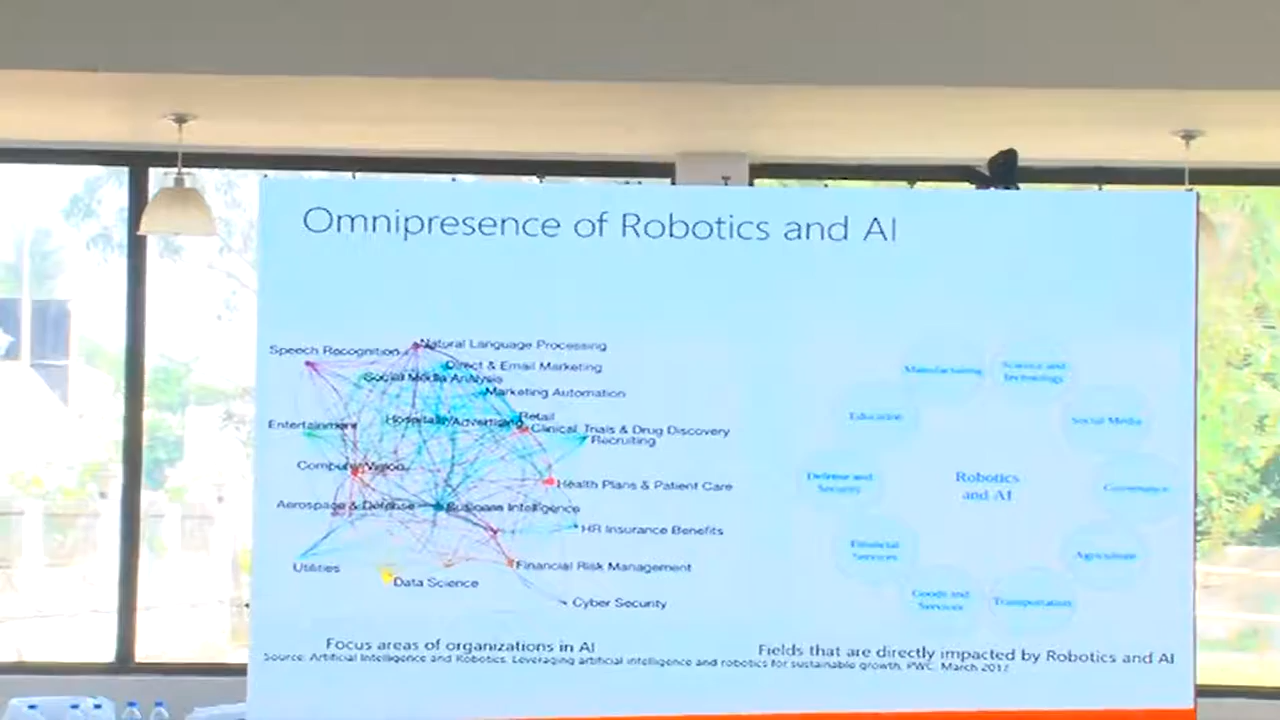 Omnipresence of Robotics and AI
Natural Language Processing
Speech Recognition
Direct & Email Marketing
Social Media Analysis
Marketing Automation
Retail
Hospitality
Advertising
Entertainment
Clinical Trials & Drug Discovery
Recruiting
Computer Vision
Health Plans & Patient Care
Aerospace & Defense
Business Intelligence
HR Insurance Benefits
Utilities
Financial Risk Management
Data Science
Cyber Security
Focus areas of organizations in AI
Manufacturing
Science and
Technology
Education
Social Media
Defense and
Security
Robotics
and AI
Governance
Financial
Services
Agriculture
Goods and
Services
Transportation
Fields that are directly impacted by Robotics and AI
Source: Artificial Intelligence and Robotics. Leveraging artificial intelligence and robotics for sustainable growth, PWC. March 2017